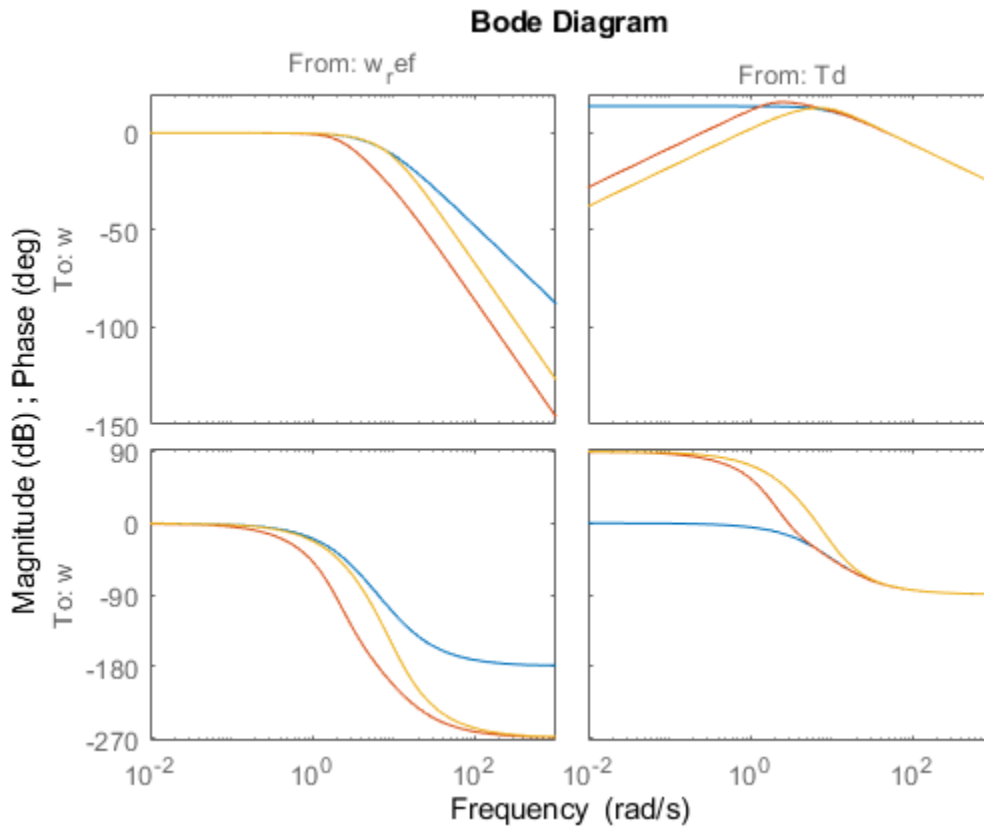 Bode Diagram
From: w_ref
From: Td
0
-50
-100
-150
To: w
90
0
-90
-180
-270
To: w
Magnitude (dB) ; Phase (deg)
10^-2 10^0 10^2 10^-2 10^0 10^2
Frequency (rad/s)